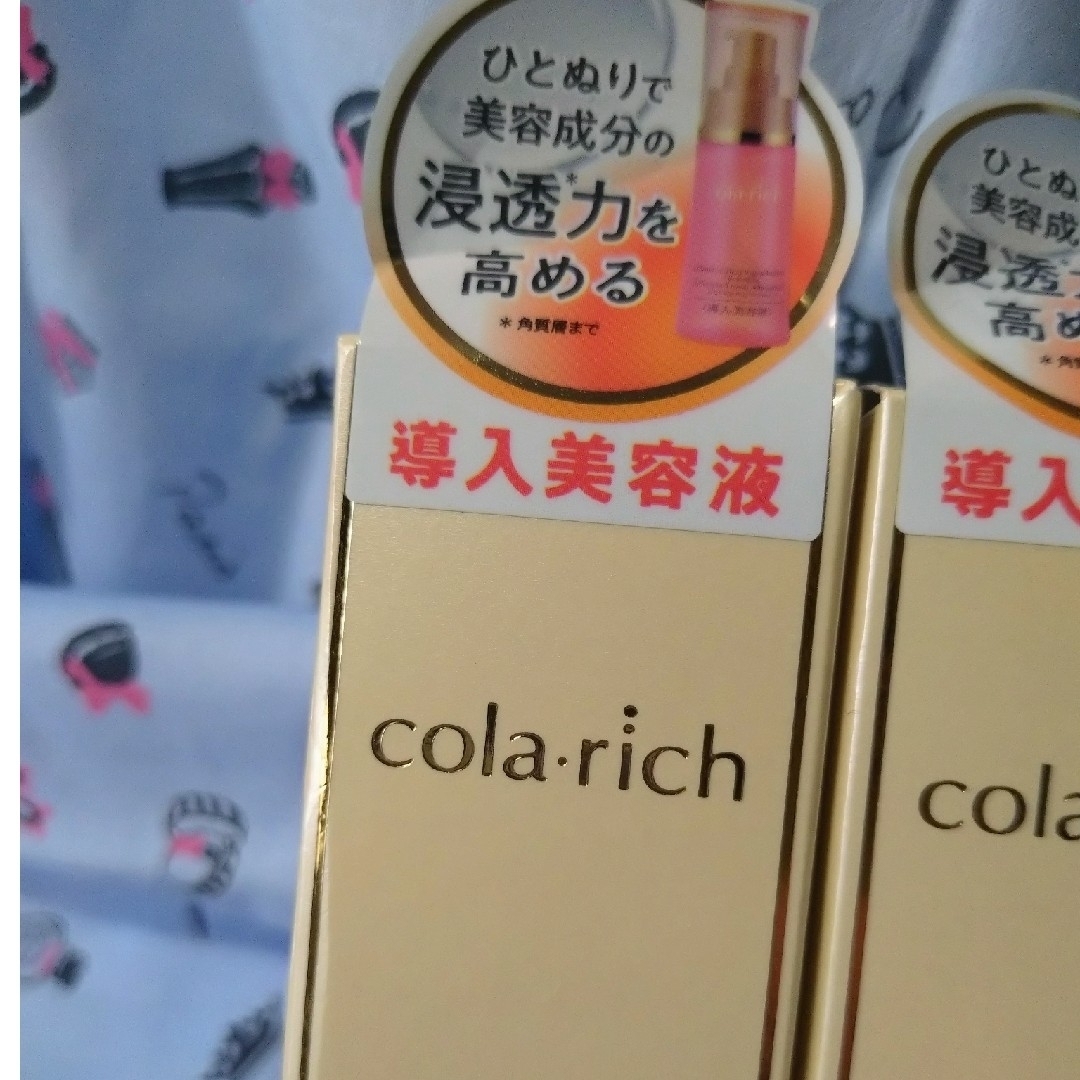 ひとぬりで
美容成分の
浸透*力を
高める
*角質層まで
導入美容液
cola・rich
ひとぬ
美容成
浸透
高め
*角
導入
cola